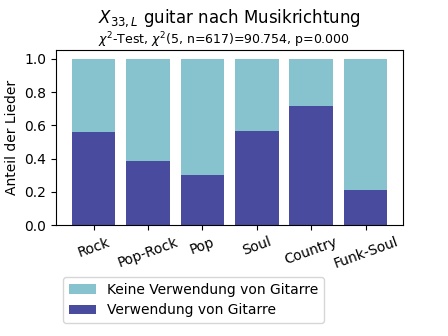 X33,L guitar nach Musikrichtung
χ²-Test, χ²(5, n=617)=90.754, p=0.000
Anteil der Lieder
1.0
0.8
0.6
0.4
0.2
0.0
Rock Pop-Rock Pop Soul Country Funk-Soul
Keine Verwendung von Gitarre
Verwendung von Gitarre